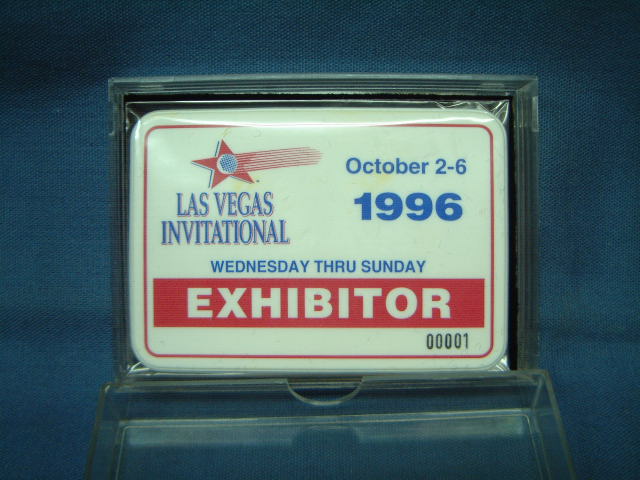 LAS VEGAS
INVITATIONAL
October 2-6
1996
WEDNESDAY THRU SUNDAY
EXHIBITOR
00001